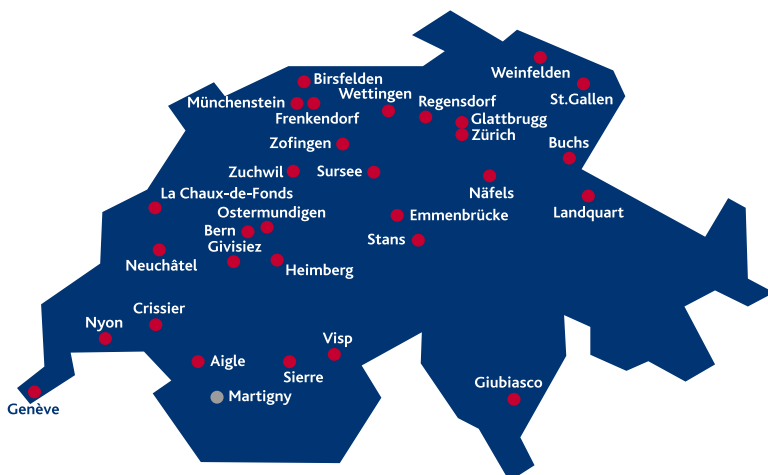 Weinfelden
Birsfelden
Wettingen
St.Gallen
Münchenstein
Regensdorf
Frenkendorf
Glattbrugg
Zürich
Zofingen
Buchs
Zuchwil
Sursee
La Chaux-de-Fonds
Näfels
Ostermundigen
Landquart
Emmenbrücke
Bern
Stans
Givisiez
Neuchâtel
Heimberg
Crissier
Nyon
Visp
Aigle
Sierre
Giubiasco
Martigny
Genève